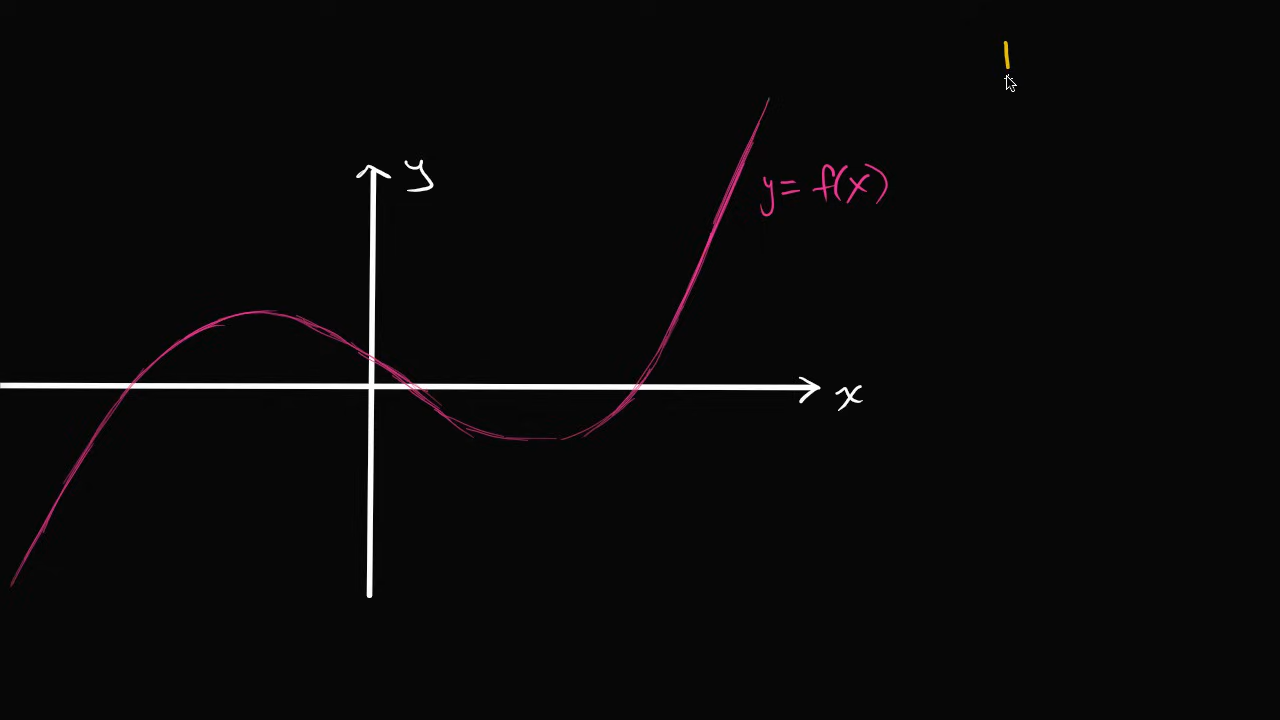 y
y = f(x)
x